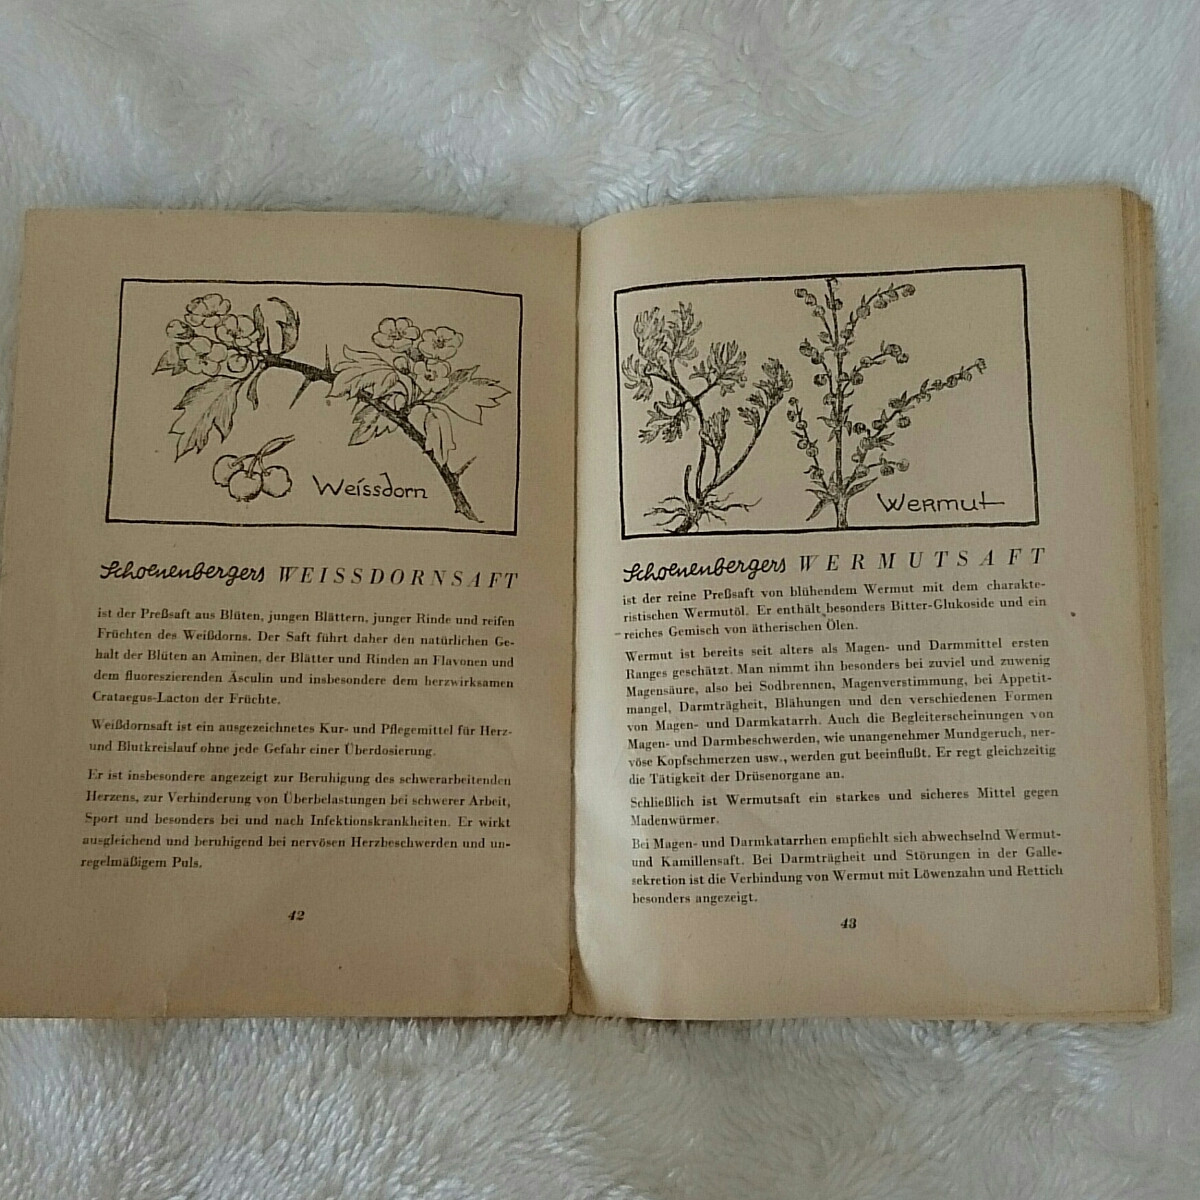 Weissdorn
Schoenenbergers WEISSDORNSAFT
ist der Preßsaft aus Blüten, jungen Blättern, junger Rinde und reifen
Früchten des Weißdorns. Der Saft führt daher den natürlichen Ge-
halt der Blüten an Aminen, der Blätter und Rinden an Flavonen und
dem fluoreszierenden Äsculin und insbesondere dem herzwirksamen
Crataegus-Lacton der Früchte.
Weißdornsaft ist ein ausgezeichnetes Kur- und Pflegemittel für Herz-
und Blutkreislauf ohne jede Gefahr einer Überdosierung.
Er ist insbesondere angezeigt zur Beruhigung des schwerarbeitenden
Herzens, zur Verhinderung von Überbelastungen bei schwerer Arbeit,
Sport und besonders bei und nach Infektionskrankheiten. Er wirkt
ausgleichend und beruhigend bei nervösen Herzbeschwerden und un-
regelmäßigem Puls.
42
Wermut
Schoenenbergers WERMUTSAFT
ist der reine Preßsaft von blühendem Wermut mit dem charakte-
ristischen Wermutöl. Er enthält besonders Bitter-Glukoside und ein
reiches Gemisch von ätherischen Ölen.
Wermut ist bereits seit alters als Magen- und Darmmittel ersten
Ranges geschätzt. Man nimmt ihn besonders bei zuviel und zuwenig
Magensäure, also bei Sodbrennen, Magenverstimmung, bei Appetit-
mangel, Darmträgheit, Blähungen und den verschiedenen Formen
von Magen- und Darmkatarrh. Auch die Begleiterscheinungen von
Magen- und Darmbeschwerden, wie unangenehmer Mundgeruch, ner-
vöse Kopfschmerzen usw., werden gut beeinflußt. Er regt gleichzeitig
die Tätigkeit der Drüsenorgane an.
Schließlich ist Wermutsaft ein starkes und sicheres Mittel gegen
Madenwürmer.
Bei Magen- und Darmkatarrhen empfiehlt sich abwechselnd Wermut-
und Kamillensaft. Bei Darmträgheit und Störungen in der Galle-
sekretion ist die Verbindung von Wermut mit Löwenzahn und Rettich
besonders angezeigt.
43